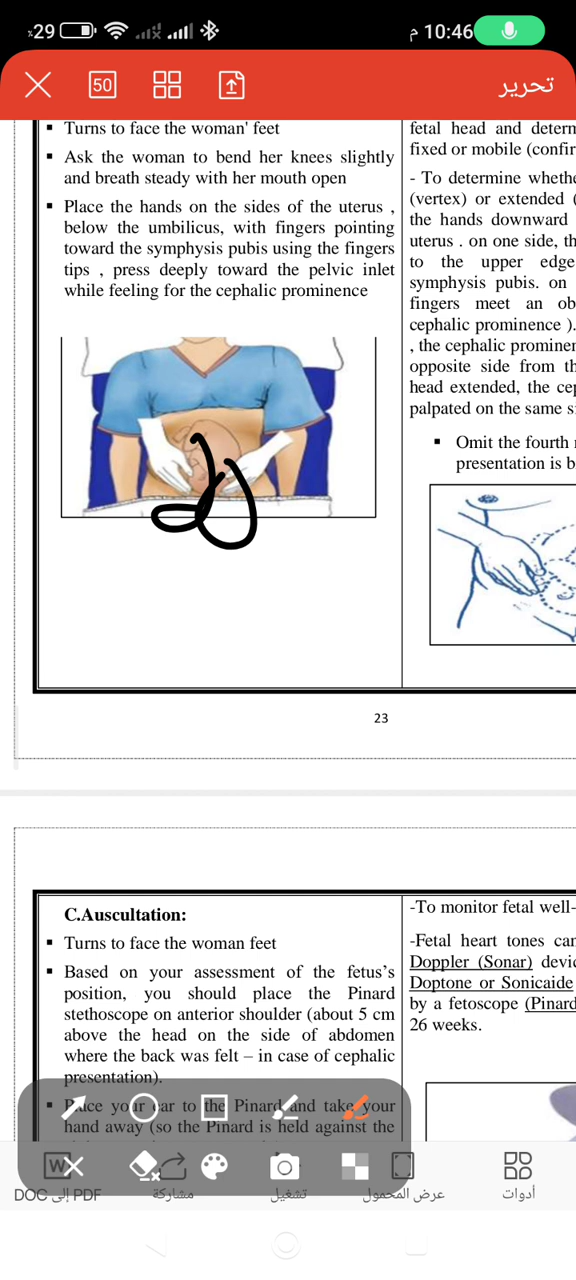 %29
10:46 م
50
تحرير
▪ Turns to face the woman' feet
▪ Ask the woman to bend her knees slightly
and breath steady with her mouth open
▪ Place the hands on the sides of the uterus ,
below the umbilicus, with fingers pointing
toward the symphysis pubis using the fingers
tips , press deeply toward the pelvic inlet
while feeling for the cephalic prominence
fetal head and determ
fixed or mobile (confir
- To determine whethe
(vertex) or extended (
the hands downward
uterus . on one side, th
to the upper edge
symphysis pubis. on
fingers meet an ob
cephalic prominence ).
, the cephalic prominen
opposite side from th
head extended, the cep
palpated on the same s
▪ Omit the fourth
presentation is b
23
C.Auscultation:
▪ Turns to face the woman feet
▪ Based on your assessment of the fetus's
position, you should place the Pinard
stethoscope on anterior shoulder (about 5 cm
above the head on the side of abdomen
where the back was felt – in case of cephalic
presentation).
▪ Place your ear to the Pinard and take your
hand away (so the Pinard is held against the
-To monitor fetal well-
-Fetal heart tones can
Doppler (Sonar) devic
Doptone or Sonicaide
by a fetoscope (Pinard
26 weeks.
W
PDF إلى DOC
مشاركة
تشغيل
عرض المحمول
أدوات